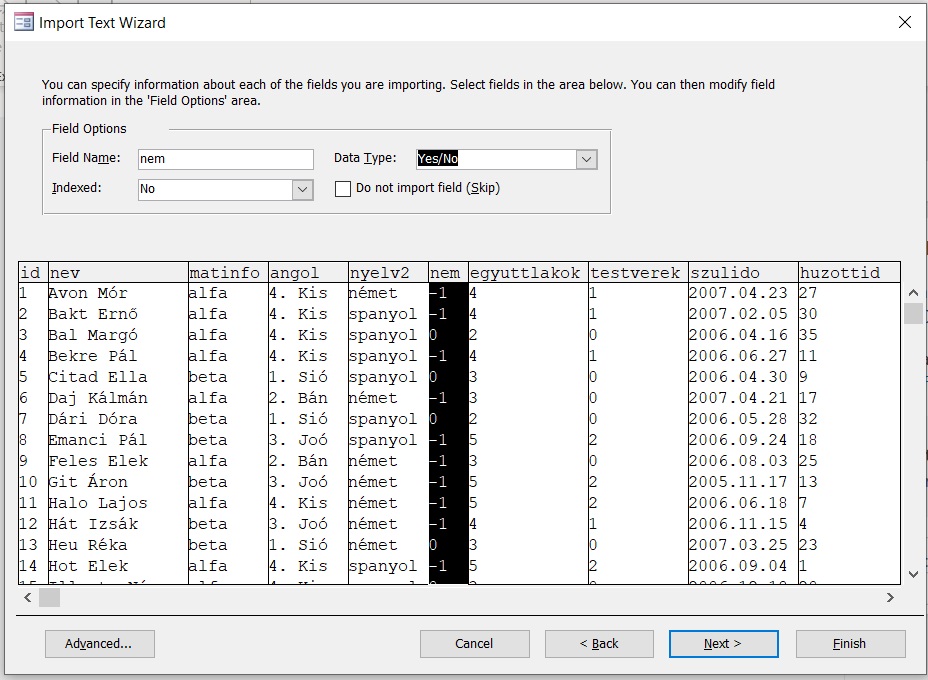 Import Text Wizard
You can specify information about each of the fields you are importing. Select fields in the area below. You can then modify field
information in the 'Field Options' area.
Field Options
Field Name: nem Data Type: Yes/No
Indexed: No Do not import field (Skip)
id nev matinfo angol nyelv2 nem egyuttlakok testverek szulido huzottid
1 Avon Mór alfa 4. Kis német -1 4 1 2007.04.23 27
2 Bakt Ernő alfa 4. Kis spanyol -1 4 1 2007.02.05 30
3 Bal Margó alfa 4. Kis spanyol 0 2 0 2006.04.16 35
4 Bekre Pál alfa 4. Kis spanyol -1 4 1 2006.06.27 11
5 Citad Ella beta 1. Sió spanyol 0 3 0 2006.04.30 9
6 Daj Kálmán alfa 2. Bán német -1 3 0 2007.04.21 17
7 Dári Dóra beta 1. Sió spanyol 0 2 0 2006.05.28 32
8 Emanci Pál beta 3. Joó spanyol -1 5 2 2006.09.24 18
9 Feles Elek alfa 2. Bán német -1 3 0 2006.08.03 25
10 Git Áron beta 3. Joó német -1 5 2 2005.11.17 13
11 Halo Lajos alfa 4. Kis német -1 5 2 2006.06.18 7
12 Hát Izsák beta 3. Joó német -1 4 1 2006.11.15 4
13 Heu Réka beta 1. Sió német 0 3 0 2007.03.25 23
14 Hot Elek alfa 4. Kis spanyol -1 5 2 2006.09.04 1
Advanced... Cancel < Back Next > Finish